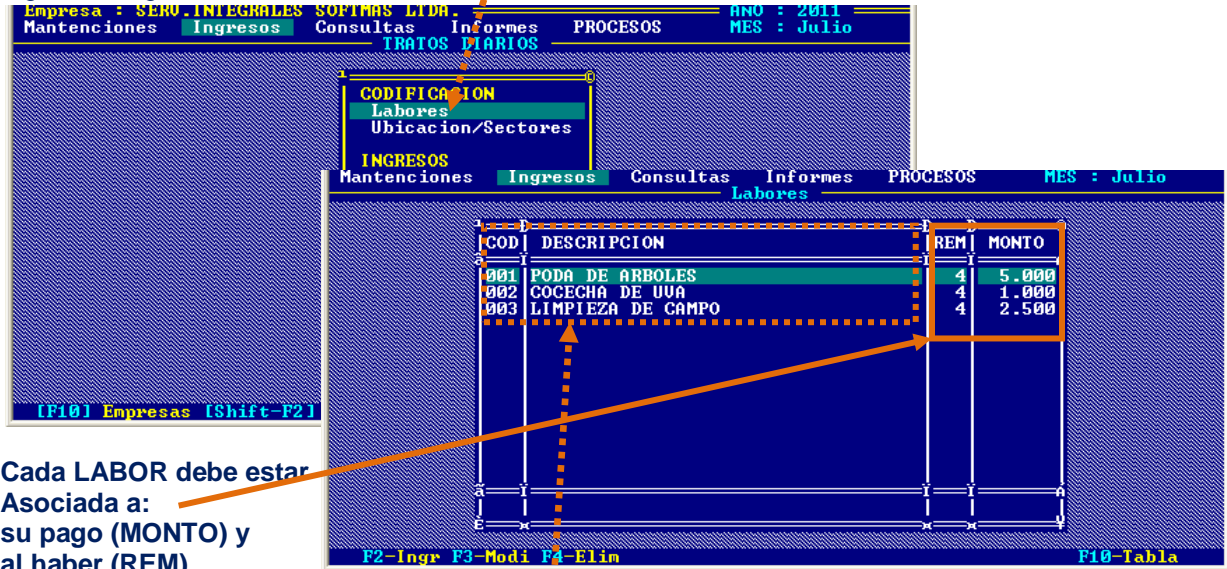 Empresa : SERV.INTEGRALES SOFTMAS LTDA. AÑO : 2011
Mantenciones Ingresos Consultas Informes PROCESOS MES : Julio
TRATOS DIARIOS
CODIFICACION
Labores
Ubicacion/Sectores
INGRESOS
[F10] Empresas [Shift-F2]
Mantenciones Ingresos Consultas Informes PROCESOS MES : Julio
Labores
COD DESCRIPCION REM MONTO
001 PODA DE ARBOLES 4 5.000
002 COCECHA DE UVA 4 1.000
003 LIMPIEZA DE CAMPO 4 2.500
F2-Ingr F3-Modi F4-Elim F10-Tabla
Cada LABOR debe estar
Asociada a:
su pago (MONTO) y
al haber (REM)